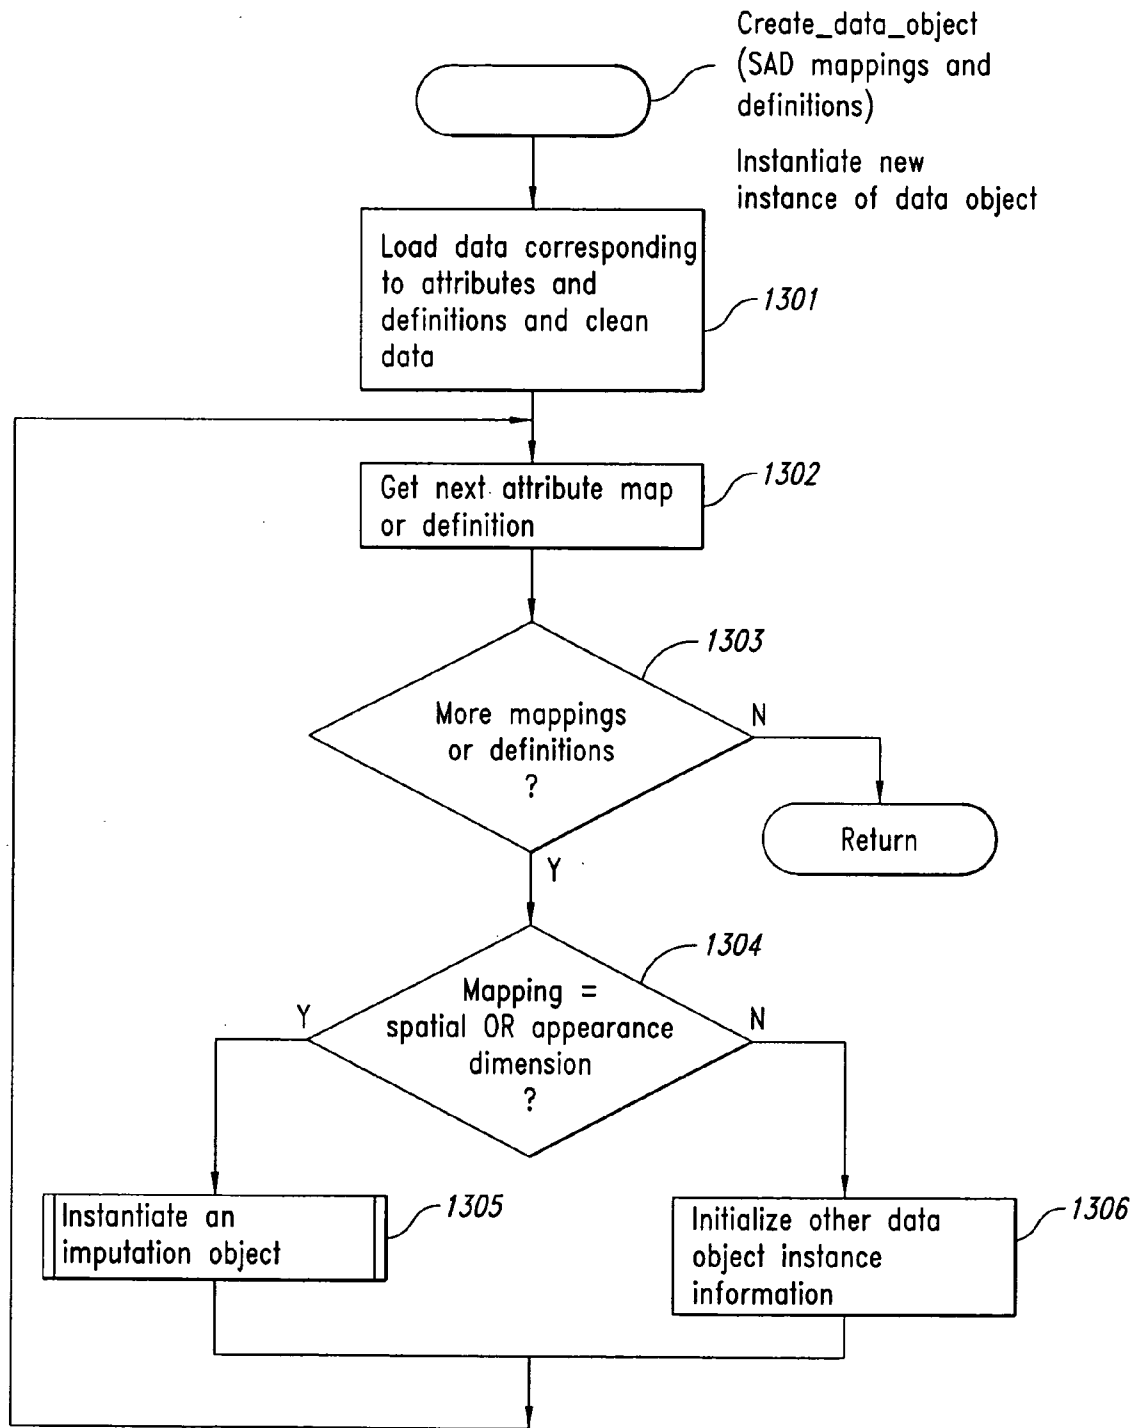 Create_data_object
(SAD mappings and
definitions)
Instantiate new
instance of data object
Load data corresponding
to attributes and
definitions and clean
data
1301
Get next attribute map
or definition
1302
More mappings
or definitions
?
1303
N
Return
Y
Mapping =
spatial OR appearance
dimension
?
1304
Y
N
Instantiate an
imputation object
1305
Initialize other data
object instance
information
1306